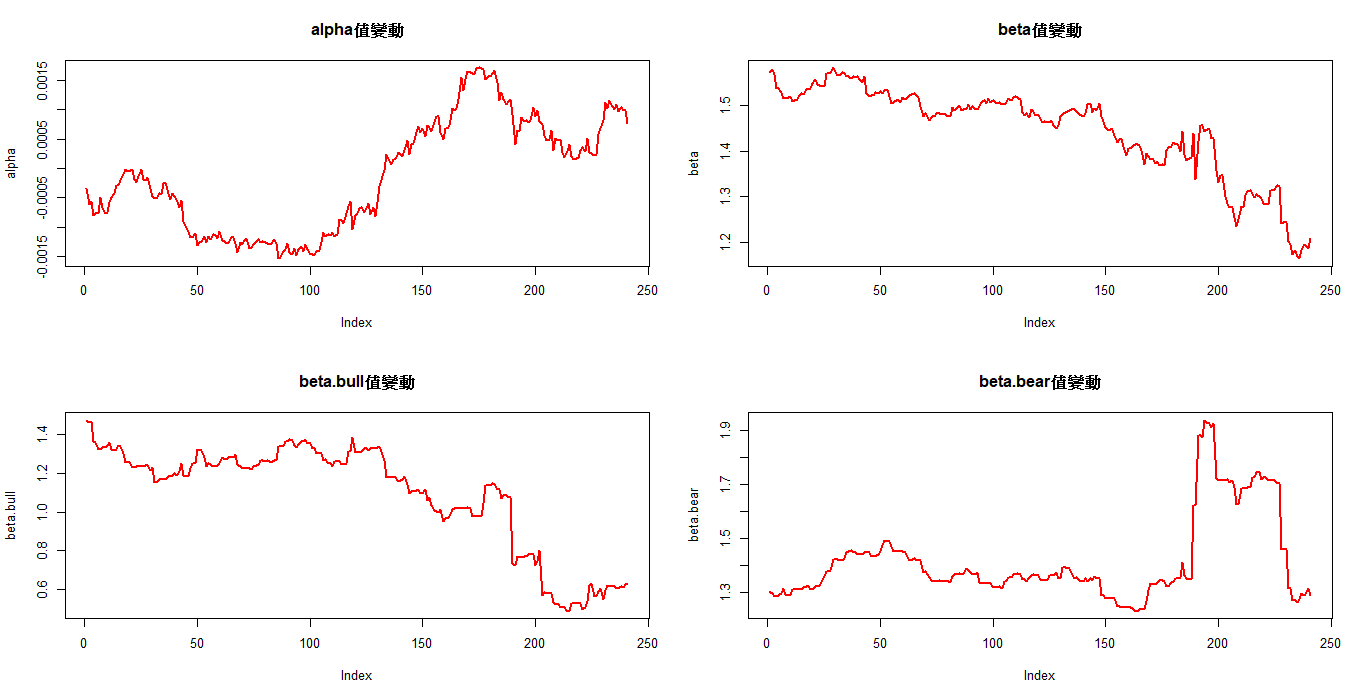 alpha值變動
alpha
-0.0015 -0.0005 0.0005 0.0015
0 50 100 150 200 250
Index
beta值變動
beta
1.2 1.3 1.4 1.5
0 50 100 150 200 250
Index
beta.bull值變動
beta.bull
0.6 0.8 1.0 1.2 1.4
0 50 100 150 200 250
Index
beta.bear值變動
beta.bear
1.3 1.5 1.7 1.9
0 50 100 150 200 250
Index